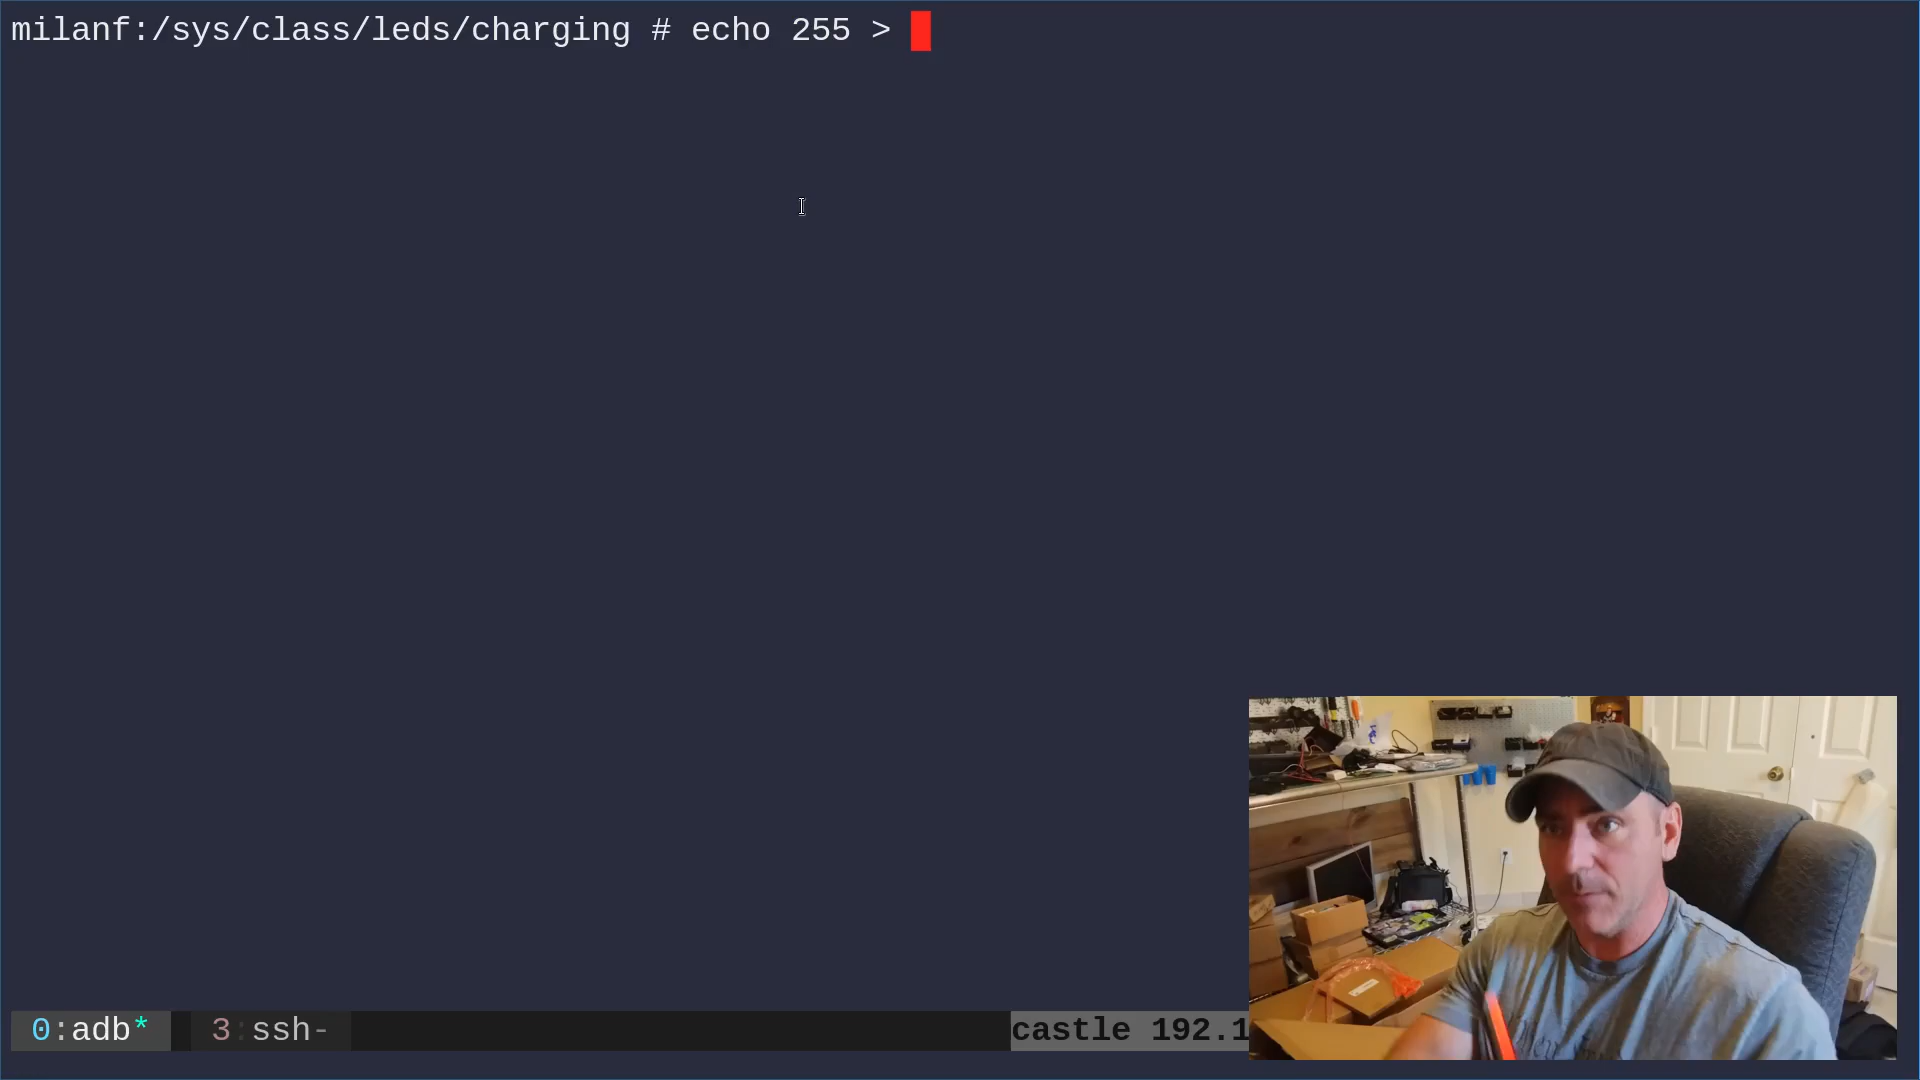 milanf:/sys/class/leds/charging # echo 255 >
0:adb* 3:ssh- castle 192.1